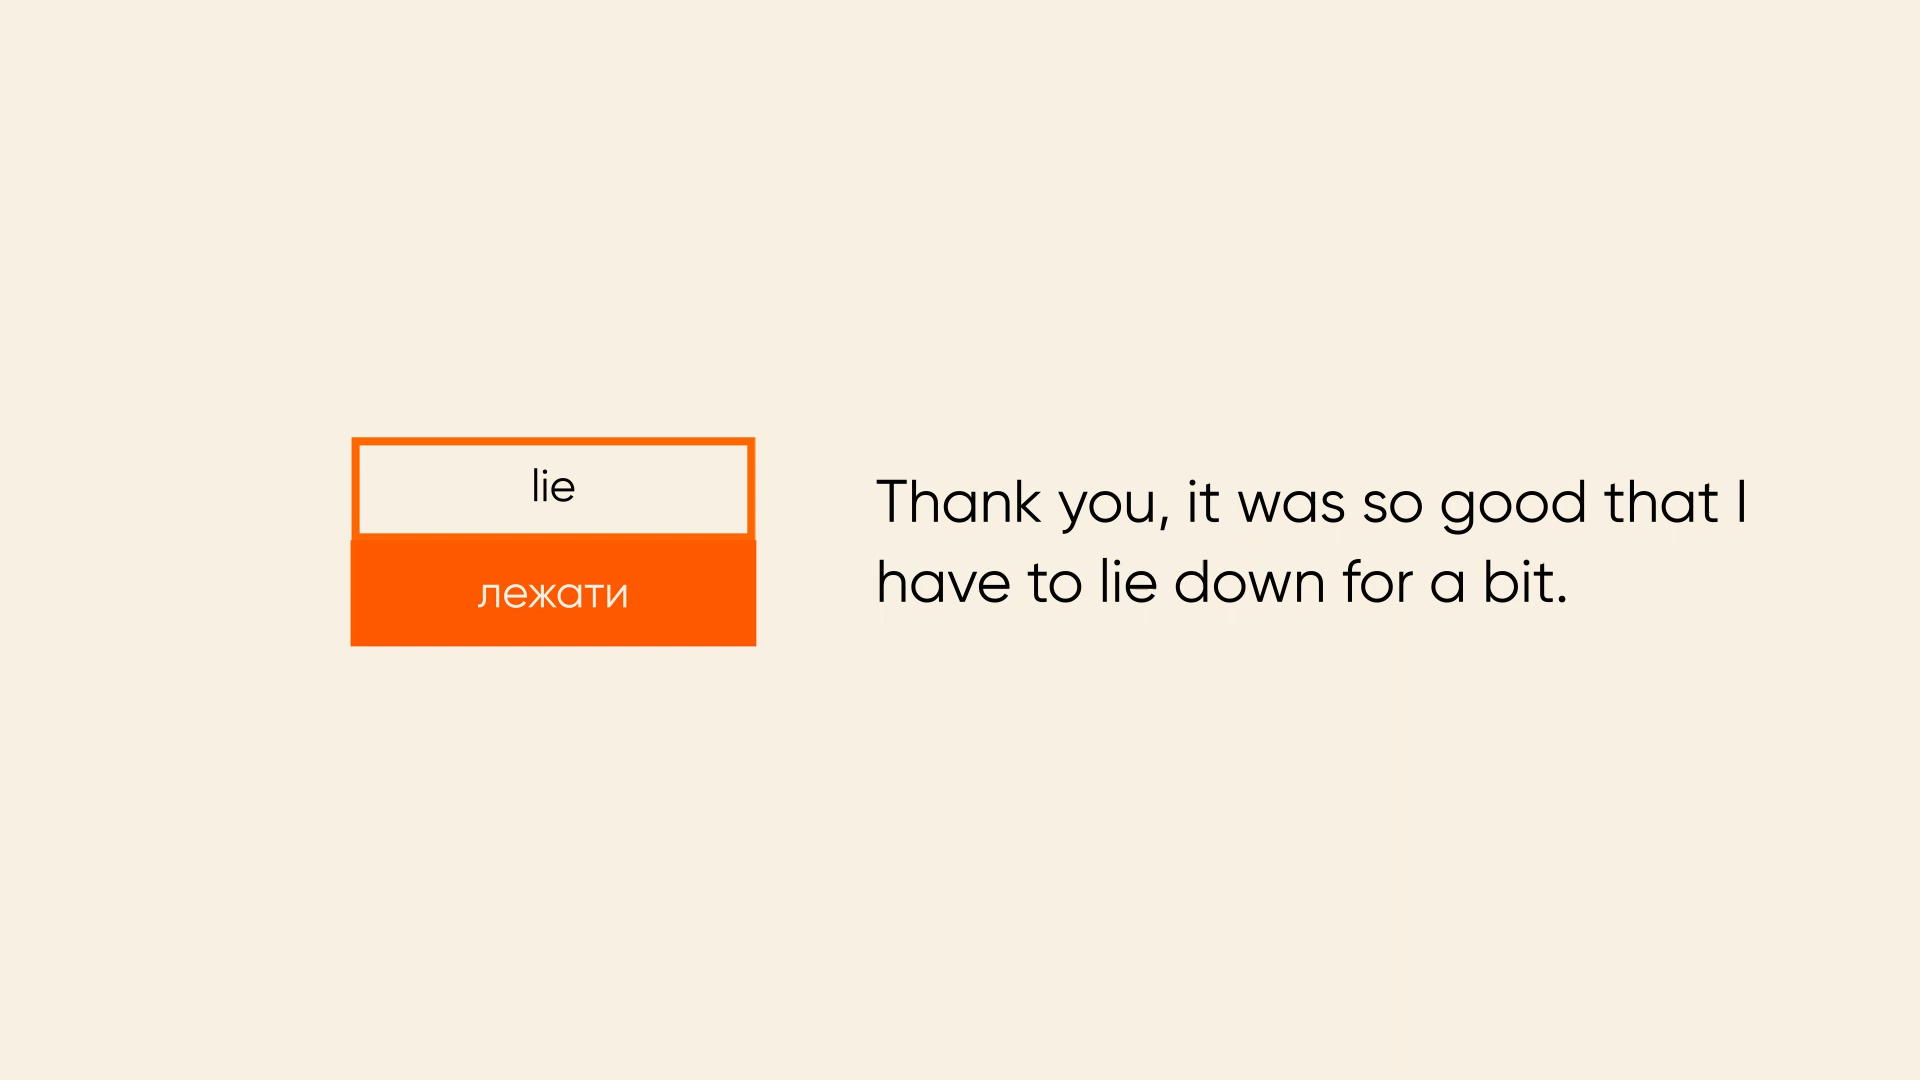 lie
лежати
Thank you, it was so good that I
have to lie down for a bit.